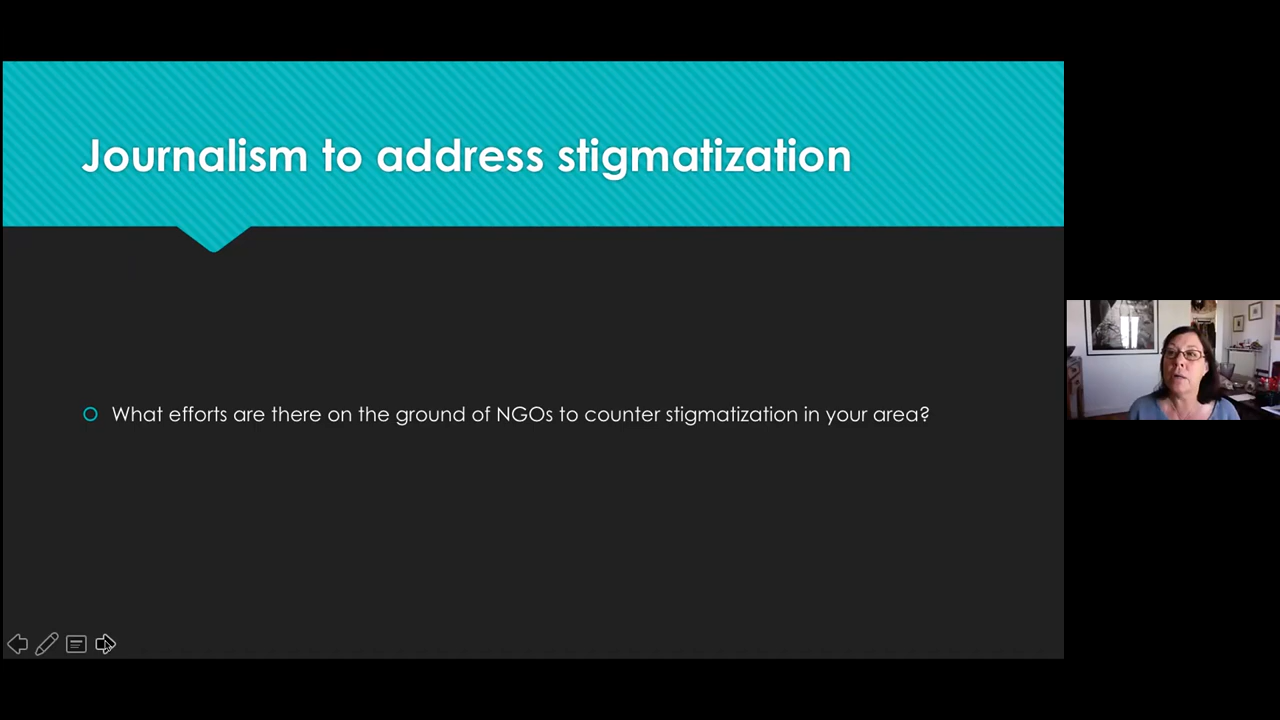 Journalism to address stigmatization
What efforts are there on the ground of NGOs to counter stigmatization in your area?